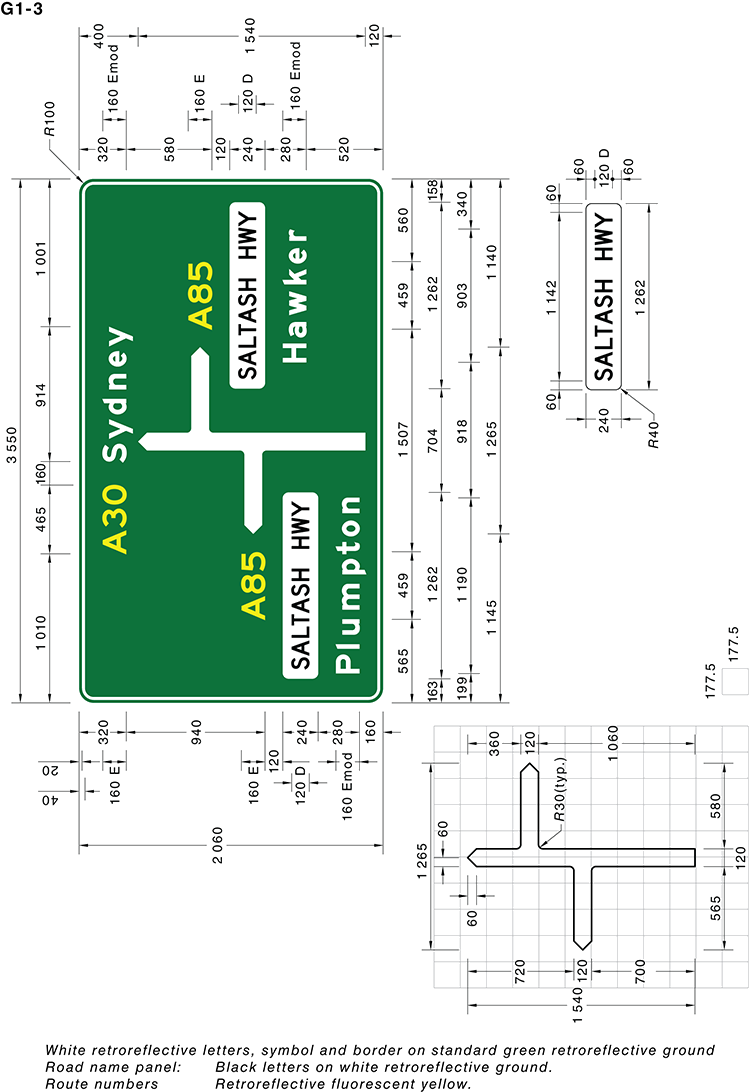 G1-3
400
1 540
120
160 Emod
160 E
120 D
160 Emod
R100
320
580
120
240
280
520
1 001
914
160
465
1 010
3 550
A30 Sydney
A85
SALTASH HWY
Hawker
A85
SALTASH HWY
Plumpton
560
459
1 507
459
565
158
1 262
704
1 262
163
340
903
918
1 190
199
1 140
1 265
1 145
60
120 D
60
60
1 142
60
SALTASH HWY
1 262
240
R40
177.5
177.5
320
940
240
280
160
20
40
160 E
160 E
120
120 D
160 Emod
2 060
360
120
1 060
R30(typ.)
60
1 265
60
580
120
565
720
120
700
1 540
White retroreflective letters, symbol and border on standard green retroreflective ground
Road name panel: Black letters on white retroreflective ground.
Route numbers Retroreflective fluorescent yellow.